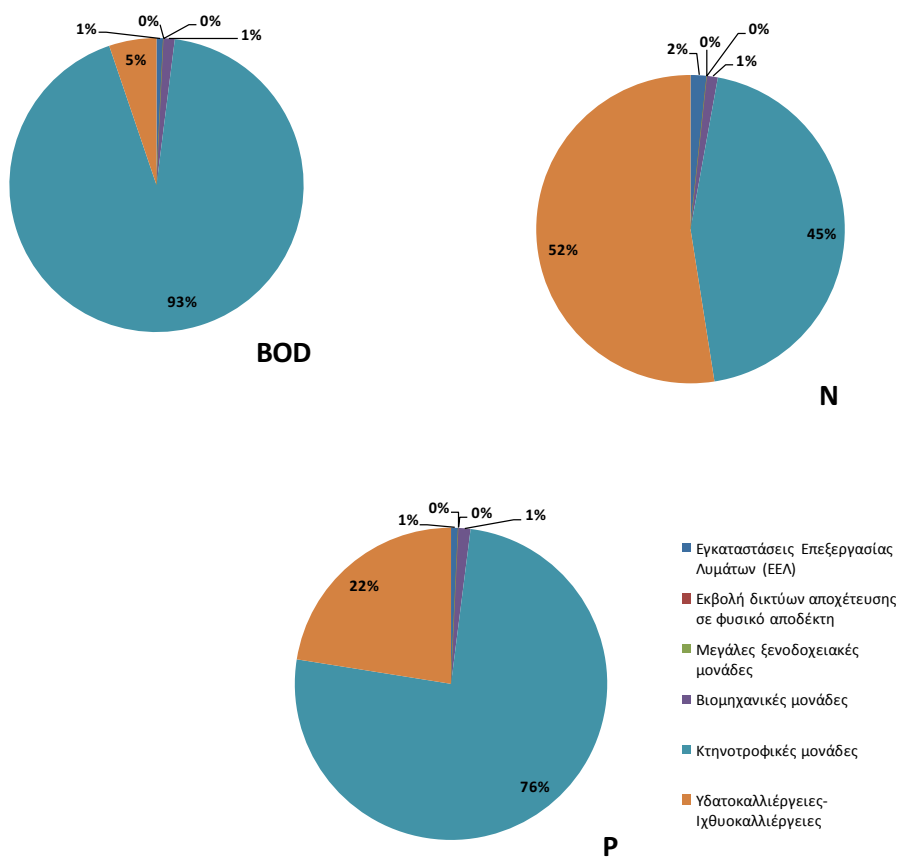 0%
0%
1%
1%
5%
93%
BOD
0%
0%
2%
1%
45%
52%
N
0%
0%
1%
1%
22%
76%
P
Εγκαταστάσεις Επεξεργασίας
Λυμάτων (ΕΕΛ)
Εκβολή δικτύων αποχέτευσης
σε φυσικό αποδέκτη
Μεγάλες ξενοδοχειακές
μονάδες
Βιομηχανικές μονάδες
Κτηνοτροφικές μονάδες
Υδατοκαλλιέργειες-
Ιχθυοκαλλιέργειες